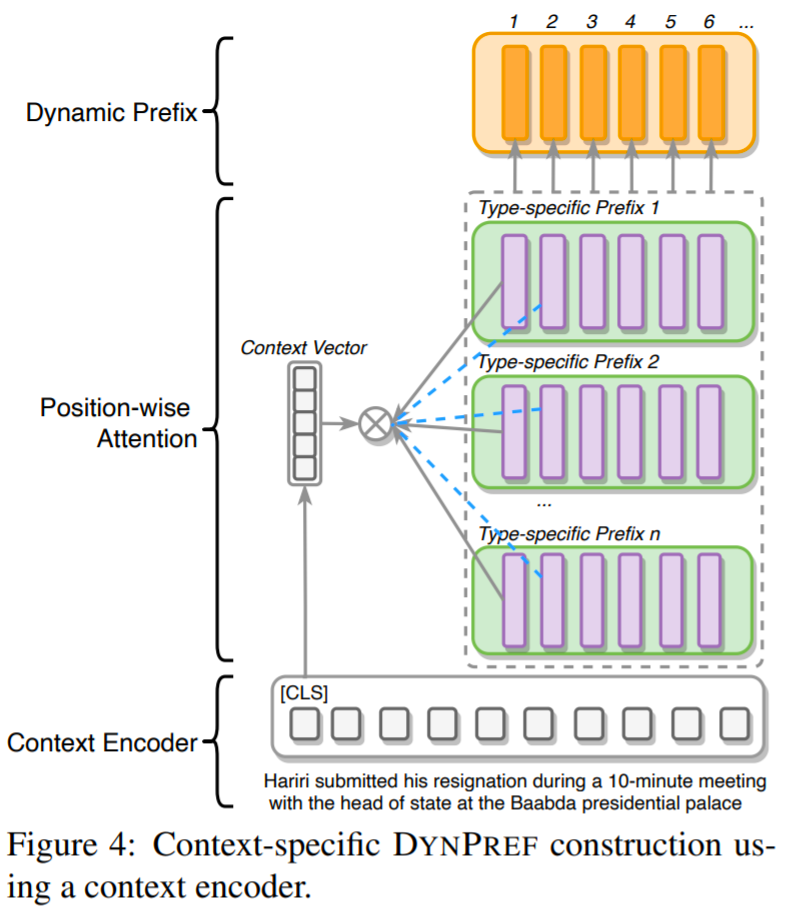 1 2 3 4 5 6 ...
Dynamic Prefix
Type-specific Prefix 1
Context Vector
Type-specific Prefix 2
Position-wise
Attention
...
Type-specific Prefix n
[CLS]
Context Encoder
Hariri submitted his resignation during a 10-minute meeting
with the head of state at the Baabda presidential palace
Figure 4: Context-specific DYNPREF construction us-
ing a context encoder.